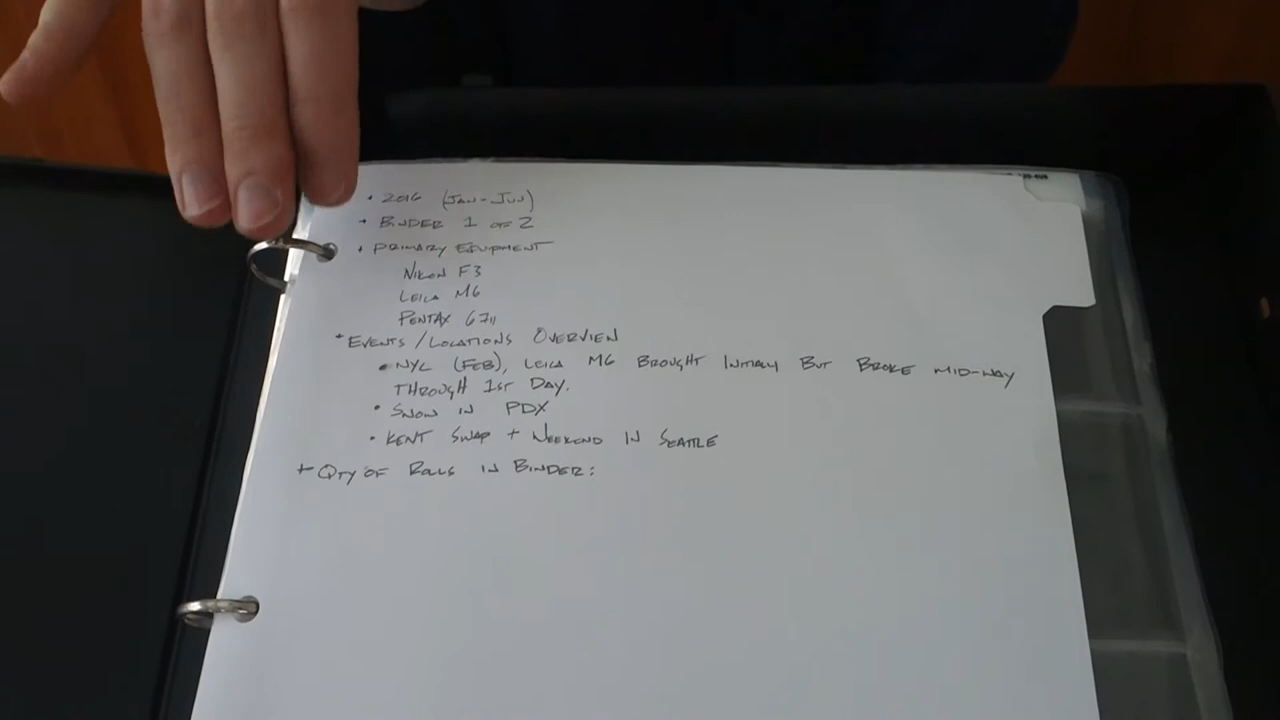 • 2016 (JAN-JUN)
• BINDER 1 OF 2
• PRIMARY EQUIPMENT
NIKON F3
LEICA M6
PENTAX 67II
• EVENTS/LOCATIONS OVERVIEW
• NYC (FEB), LEICA M6 BROUGHT INITIALLY BUT BROKE MID-WAY
THROUGH 1ST DAY.
• SNOW IN PDX
• KENT SWAP + WEEKEND IN SEATTLE
+ QTY OF ROLLS IN BINDER: